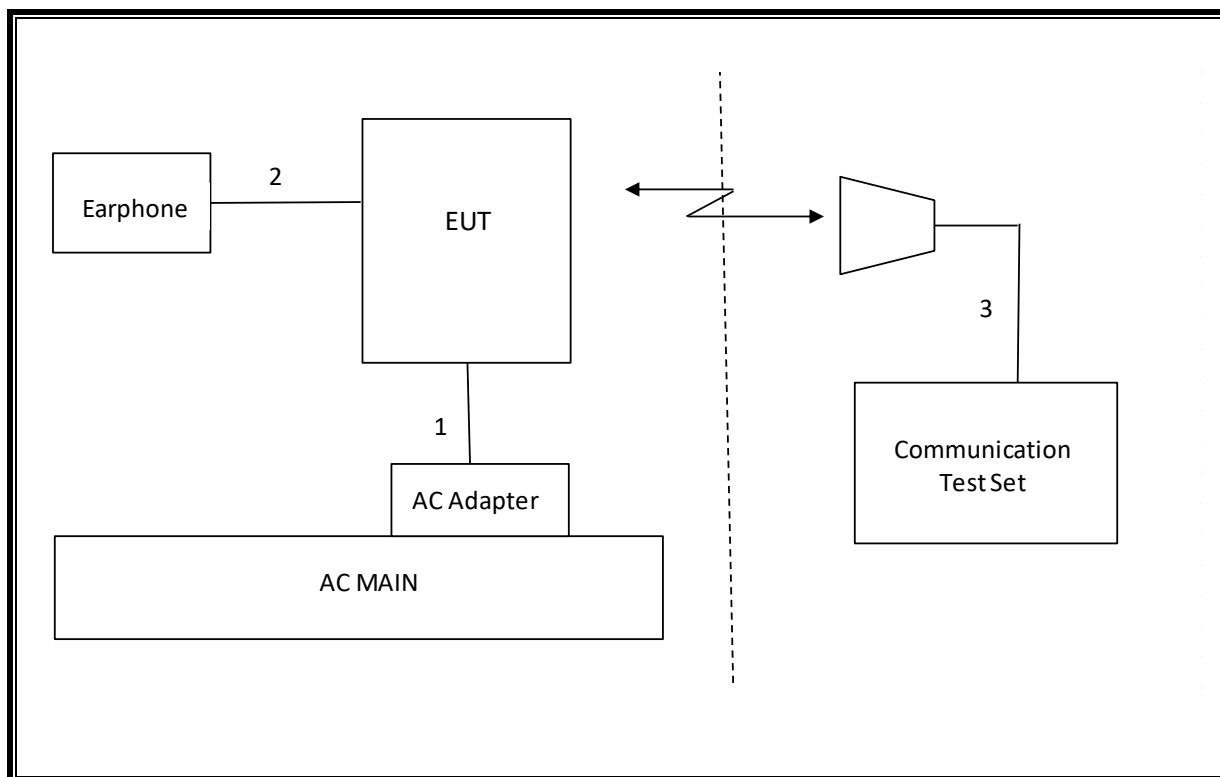 2
Earphone
EUT
3
1
Communication
Test Set
AC Adapter
AC MAIN